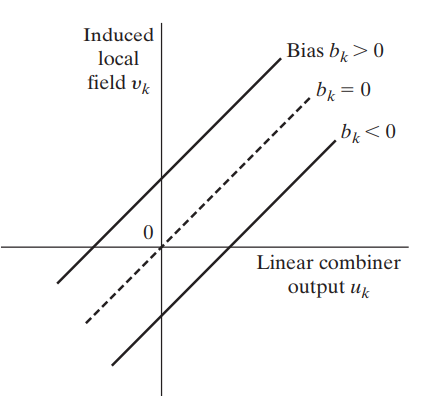 Induced
local
field vₖ
Bias bₖ > 0
bₖ = 0
bₖ < 0
0
Linear combiner
output uₖ